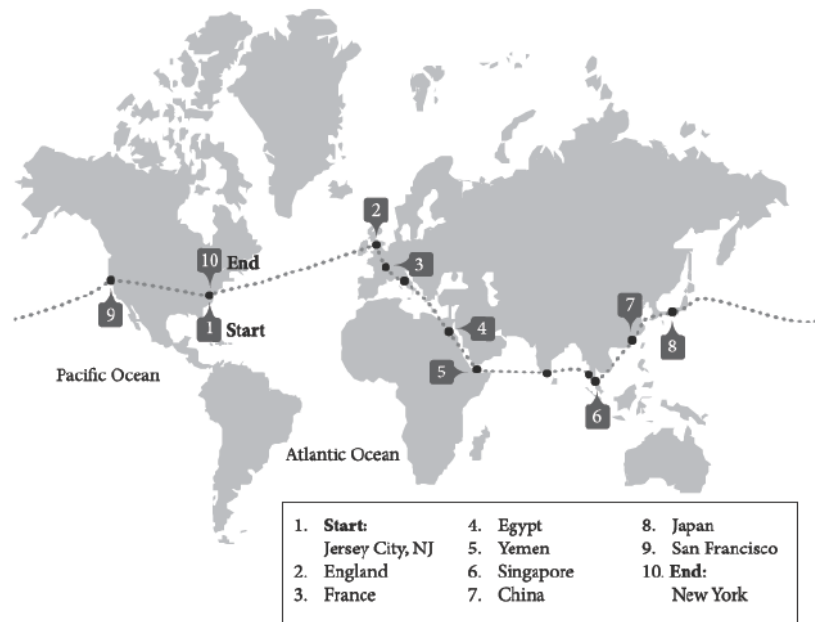 2
10 End
3
9
1 Start
7
4
8
Pacific Ocean
5
6
Atlantic Ocean
1. Start:
Jersey City, NJ
2. England
3. France
4. Egypt
5. Yemen
6. Singapore
7. China
8. Japan
9. San Francisco
10. End:
New York